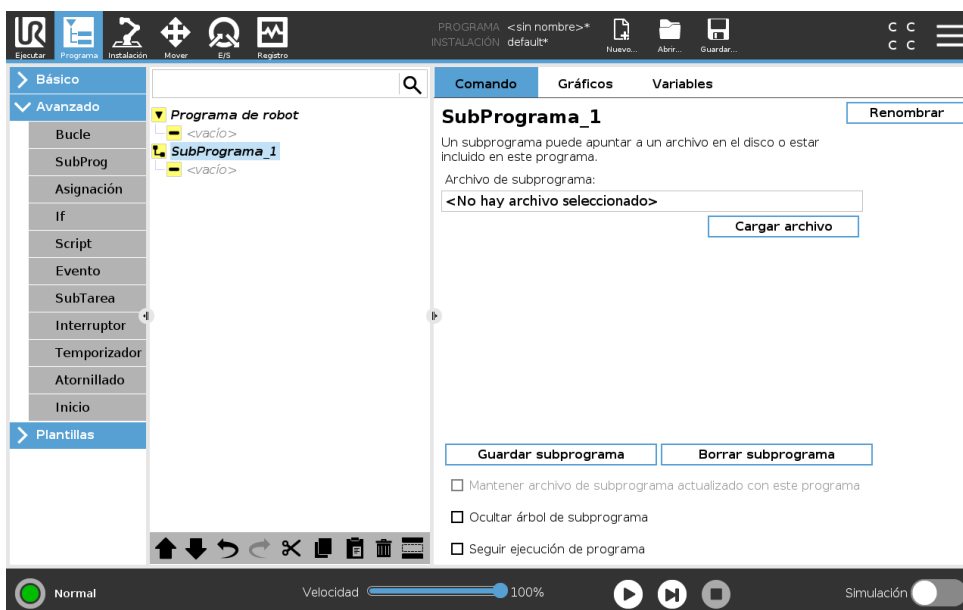 PROGRAMA <sin nombre>*
INSTALACIÓN default*
Ejecutar Programa Instalación Mover E/S Registro Nuevo... Abrir... Guardar...
C C
C C
Básico
Avanzado
Bucle
SubProg
Asignación
If
Script
Evento
SubTarea
Interruptor
Temporizador
Atornillado
Inicio
Plantillas
Programa de robot
<vacío>
SubPrograma_1
<vacío>
Comando Gráficos Variables
SubPrograma_1 Renombrar
Un subprograma puede apuntar a un archivo en el disco o estar
incluido en este programa.
Archivo de subprograma:
<No hay archivo seleccionado>
Cargar archivo
Guardar subprograma Borrar subprograma
Mantener archivo de subprograma actualizado con este programa
Ocultar árbol de subprograma
Seguir ejecución de programa
Normal Velocidad 100% Simulación